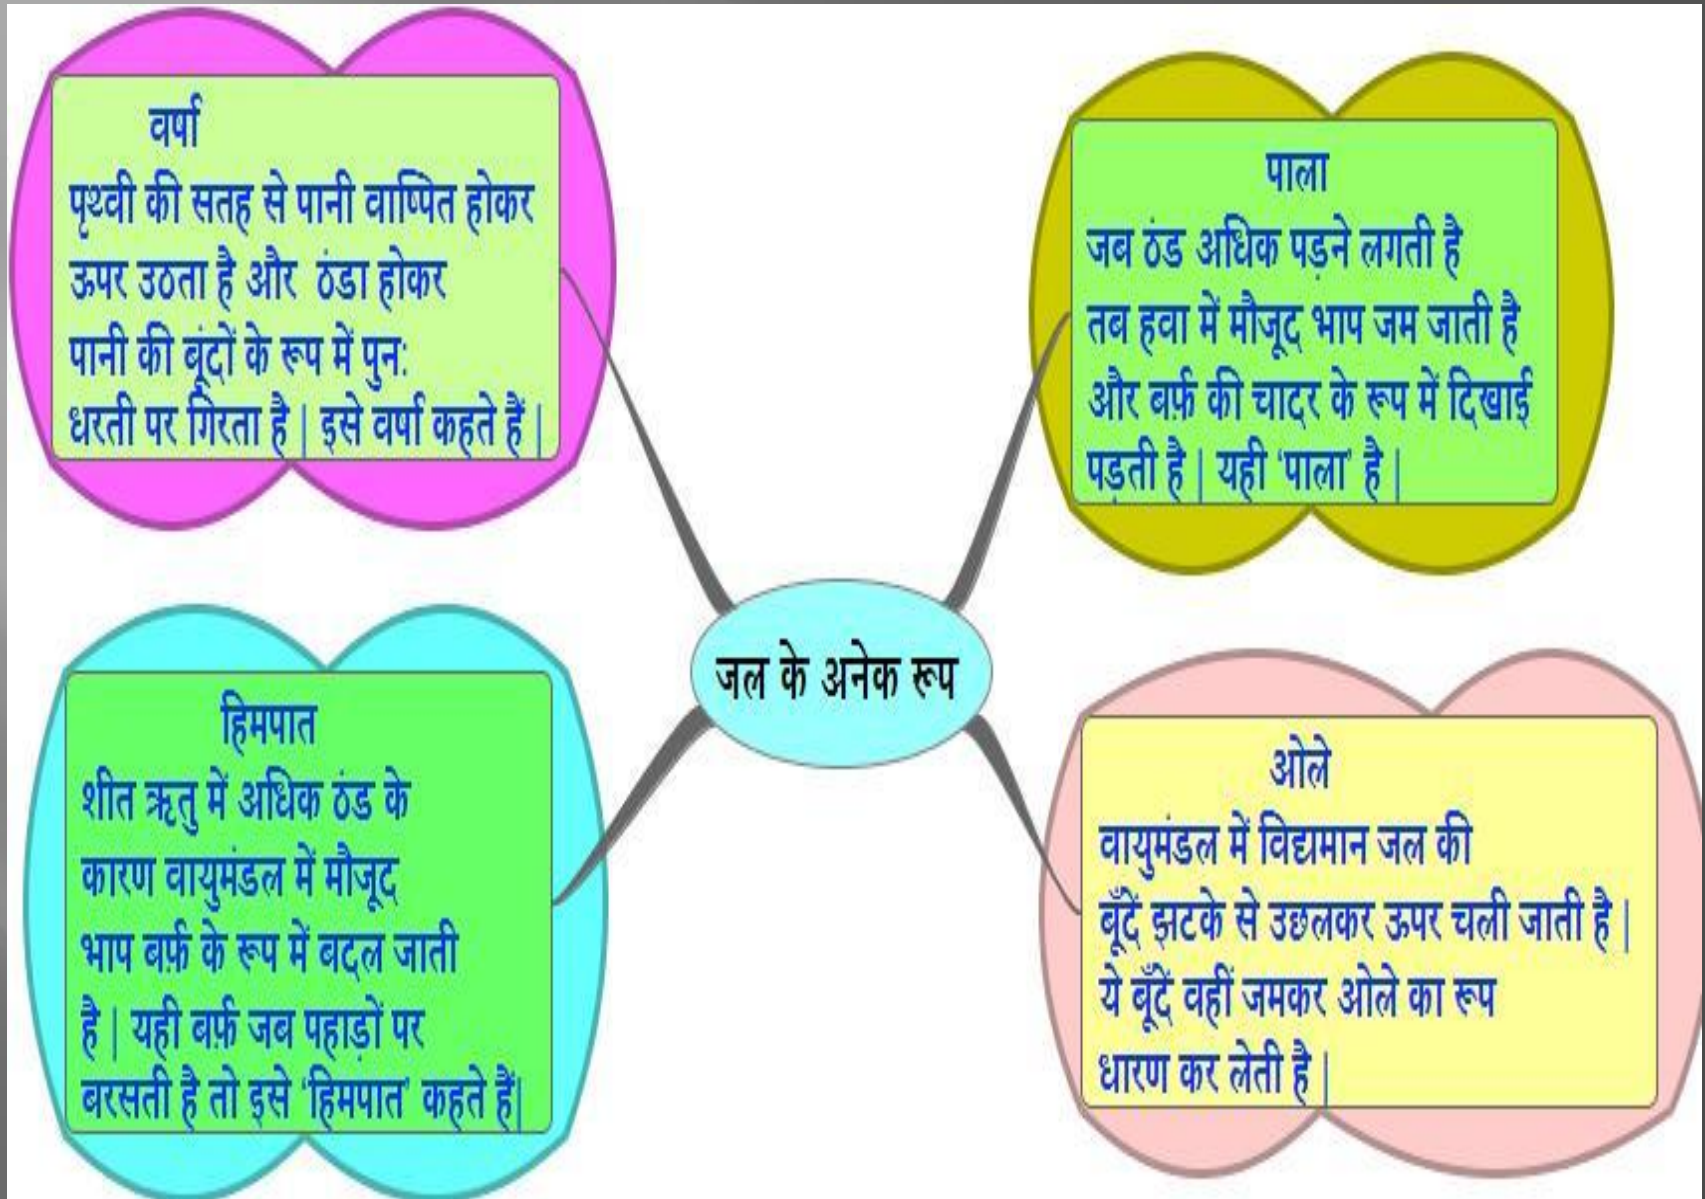 वर्षा
पृथ्वी की सतह से पानी वाष्पित होकर
ऊपर उठता है और ठंडा होकर
पानी की बूंदों के रूप में पुन:
धरती पर गिरता है | इसे वर्षा कहते हैं |
पाला
जब ठंड अधिक पड़ने लगती है
तब हवा में मौजूद भाप जम जाती है
और बर्फ़ की चादर के रूप में दिखाई
पड़ती है | यही 'पाला' है |
जल के अनेक रूप
हिमपात
शीत ऋतु में अधिक ठंड के
कारण वायुमंडल में मौजूद
भाप बर्फ़ के रूप में बदल जाती
है | यही बर्फ़ जब पहाड़ों पर
बरसती है तो इसे 'हिमपात' कहते हैं|
ओले
वायुमंडल में विद्यमान जल की
बूँदें झटके से उछलकर ऊपर चली जाती है |
ये बूँदें वहीं जमकर ओले का रूप
धारण कर लेती है |